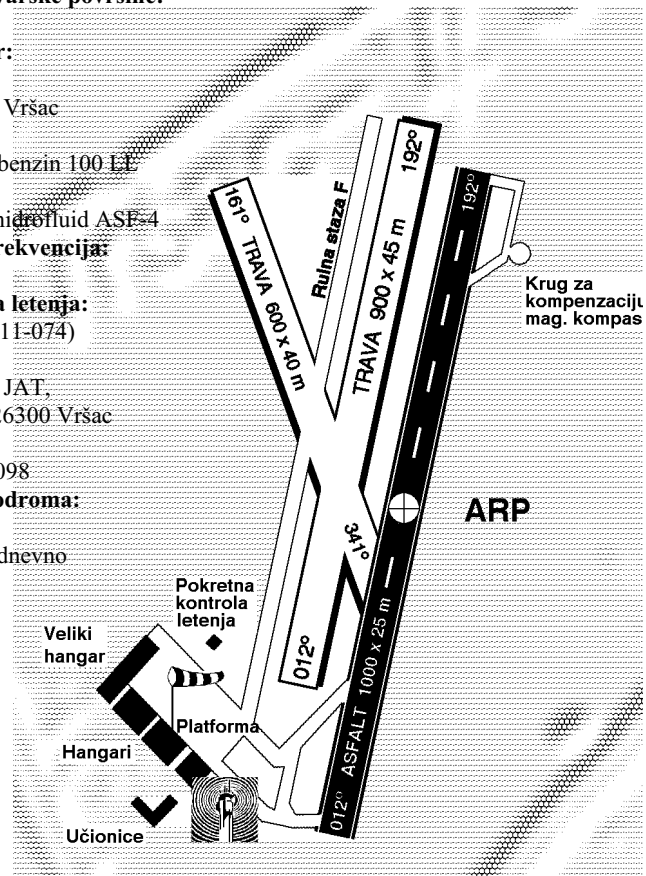 r:
Vršac
benzin 100 LL
hidrofluid ASF-4
rekvencija:
a letenja:
11-074)
JAT,
26300 Vršac
098
odroma:
dnevno
161° TRAVA 600 x 40 m
Rulna staza F
192°
TRAVA 900 x 45 m
012°
341°
192°
012° ASFALT 1000 x 25 m
Krug za
kompenzaciju
mag. kompas
ARP
Pokretna
kontrola
letenja
Veliki
hangar
Platforma
Hangari
Učionice